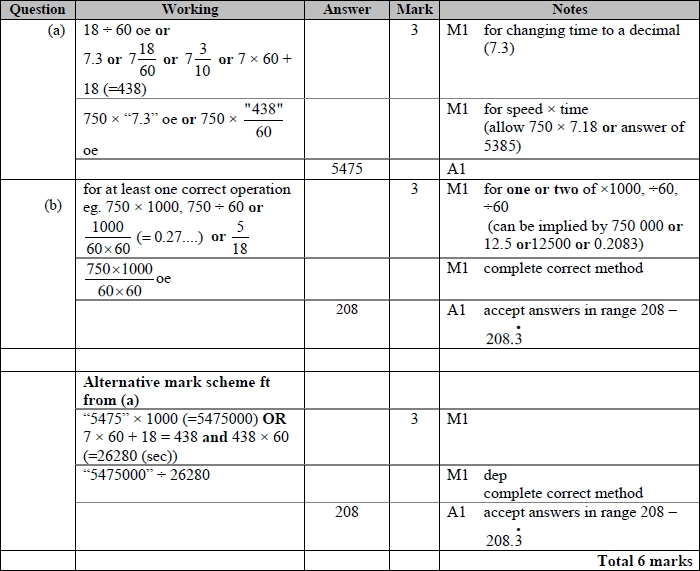 Question Working Answer Mark Notes
(a) 18 ÷ 60 oe or 3 M1 for changing time to a decimal
7.3 or 7 18/60 or 7 3/10 or 7 × 60 + (7.3)
18 (=438)
750 × “7.3” oe or 750 × "438"/60 M1 for speed × time
oe (allow 750 × 7.18 or answer of
5385)
5475 A1
(b) for at least one correct operation 3 M1 for one or two of ×1000, ÷60,
eg. 750 × 1000, 750 ÷ 60 or ÷60
1000/(60×60) (= 0.27....) or 5/18 (can be implied by 750 000 or
12.5 or12500 or 0.2083)
(750×1000)/(60×60) oe M1 complete correct method
208 A1 accept answers in range 208 –
208.3̇
Alternative mark scheme ft
from (a)
“5475” × 1000 (=5475000) OR 3 M1
7 × 60 + 18 = 438 and 438 × 60
(=26280 (sec))
“5475000” ÷ 26280 M1 dep
complete correct method
208 A1 accept answers in range 208 –
208.3̇
Total 6 marks